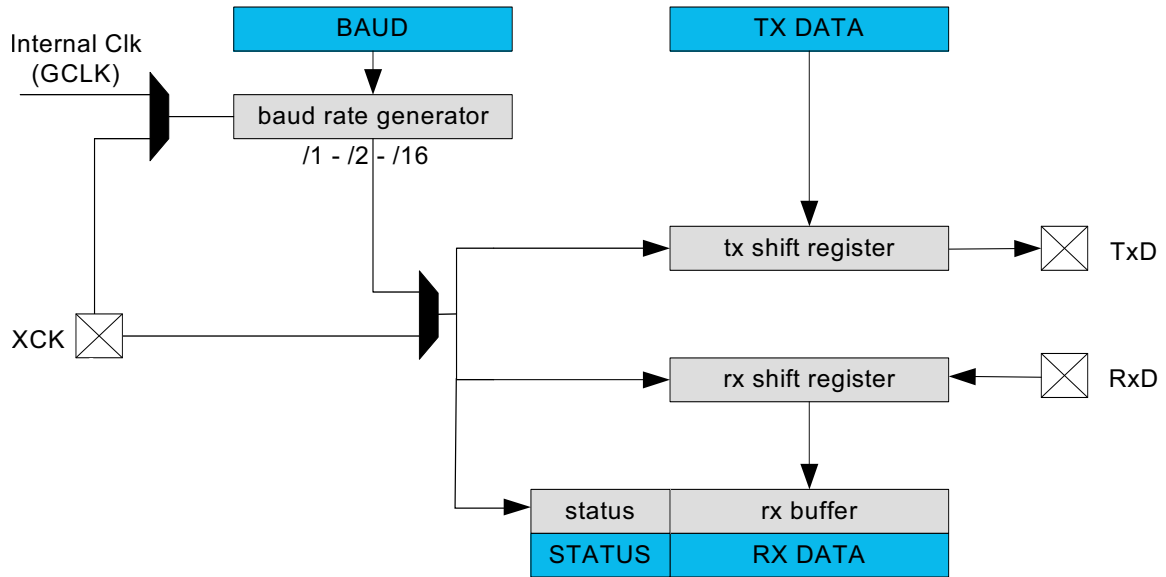 BAUD
TX DATA
Internal Clk
(GCLK)
baud rate generator
/1 - /2 - /16
tx shift register
TxD
XCK
rx shift register
RxD
status
rx buffer
STATUS
RX DATA